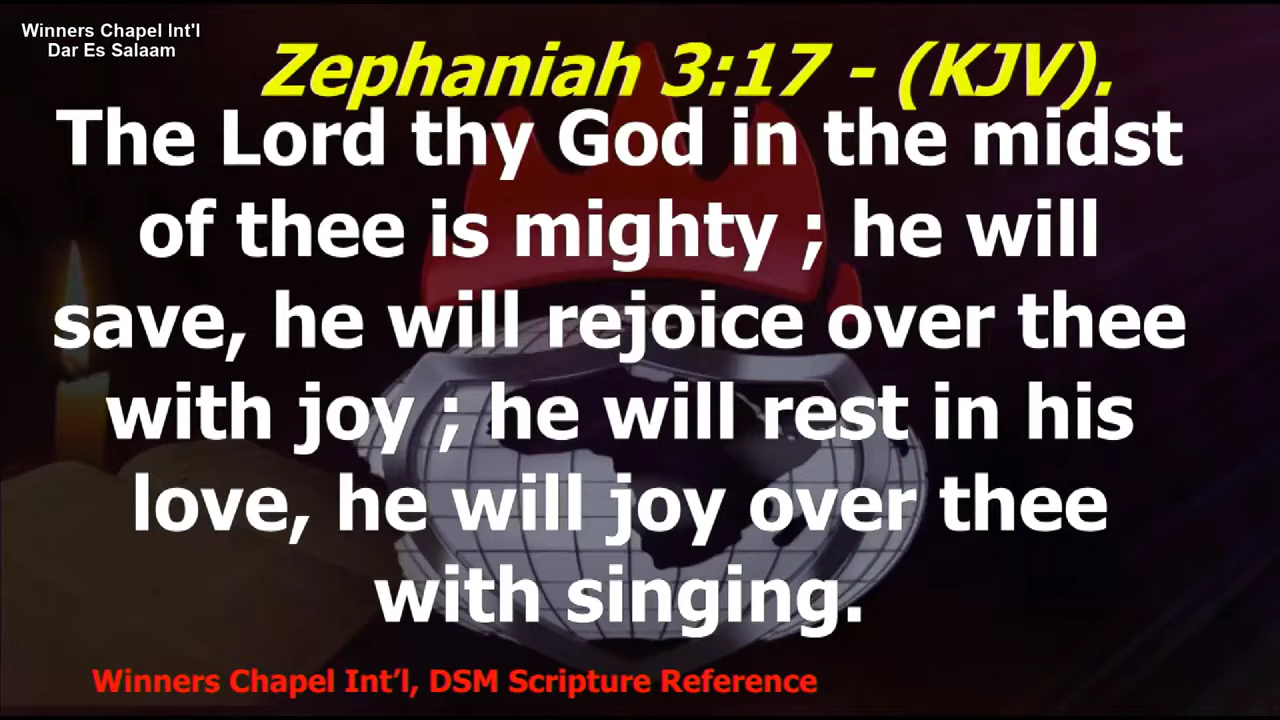 Winners Chapel Int'l
Dar Es Salaam
Zephaniah 3:17 - (KJV).
The Lord thy God in the midst
of thee is mighty ; he will
save, he will rejoice over thee
with joy ; he will rest in his
love, he will joy over thee
with singing.
Winners Chapel Int’l, DSM Scripture Reference